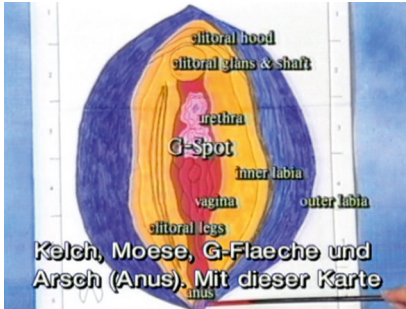 clitoral hood
clitoral glans & shaft
urethra
G-Spot
inner labia
vagina
outer labia
clitoral legs
Kelch, Moese, G-Flaeche und
Arsch (Anus). Mit dieser Karte
anus